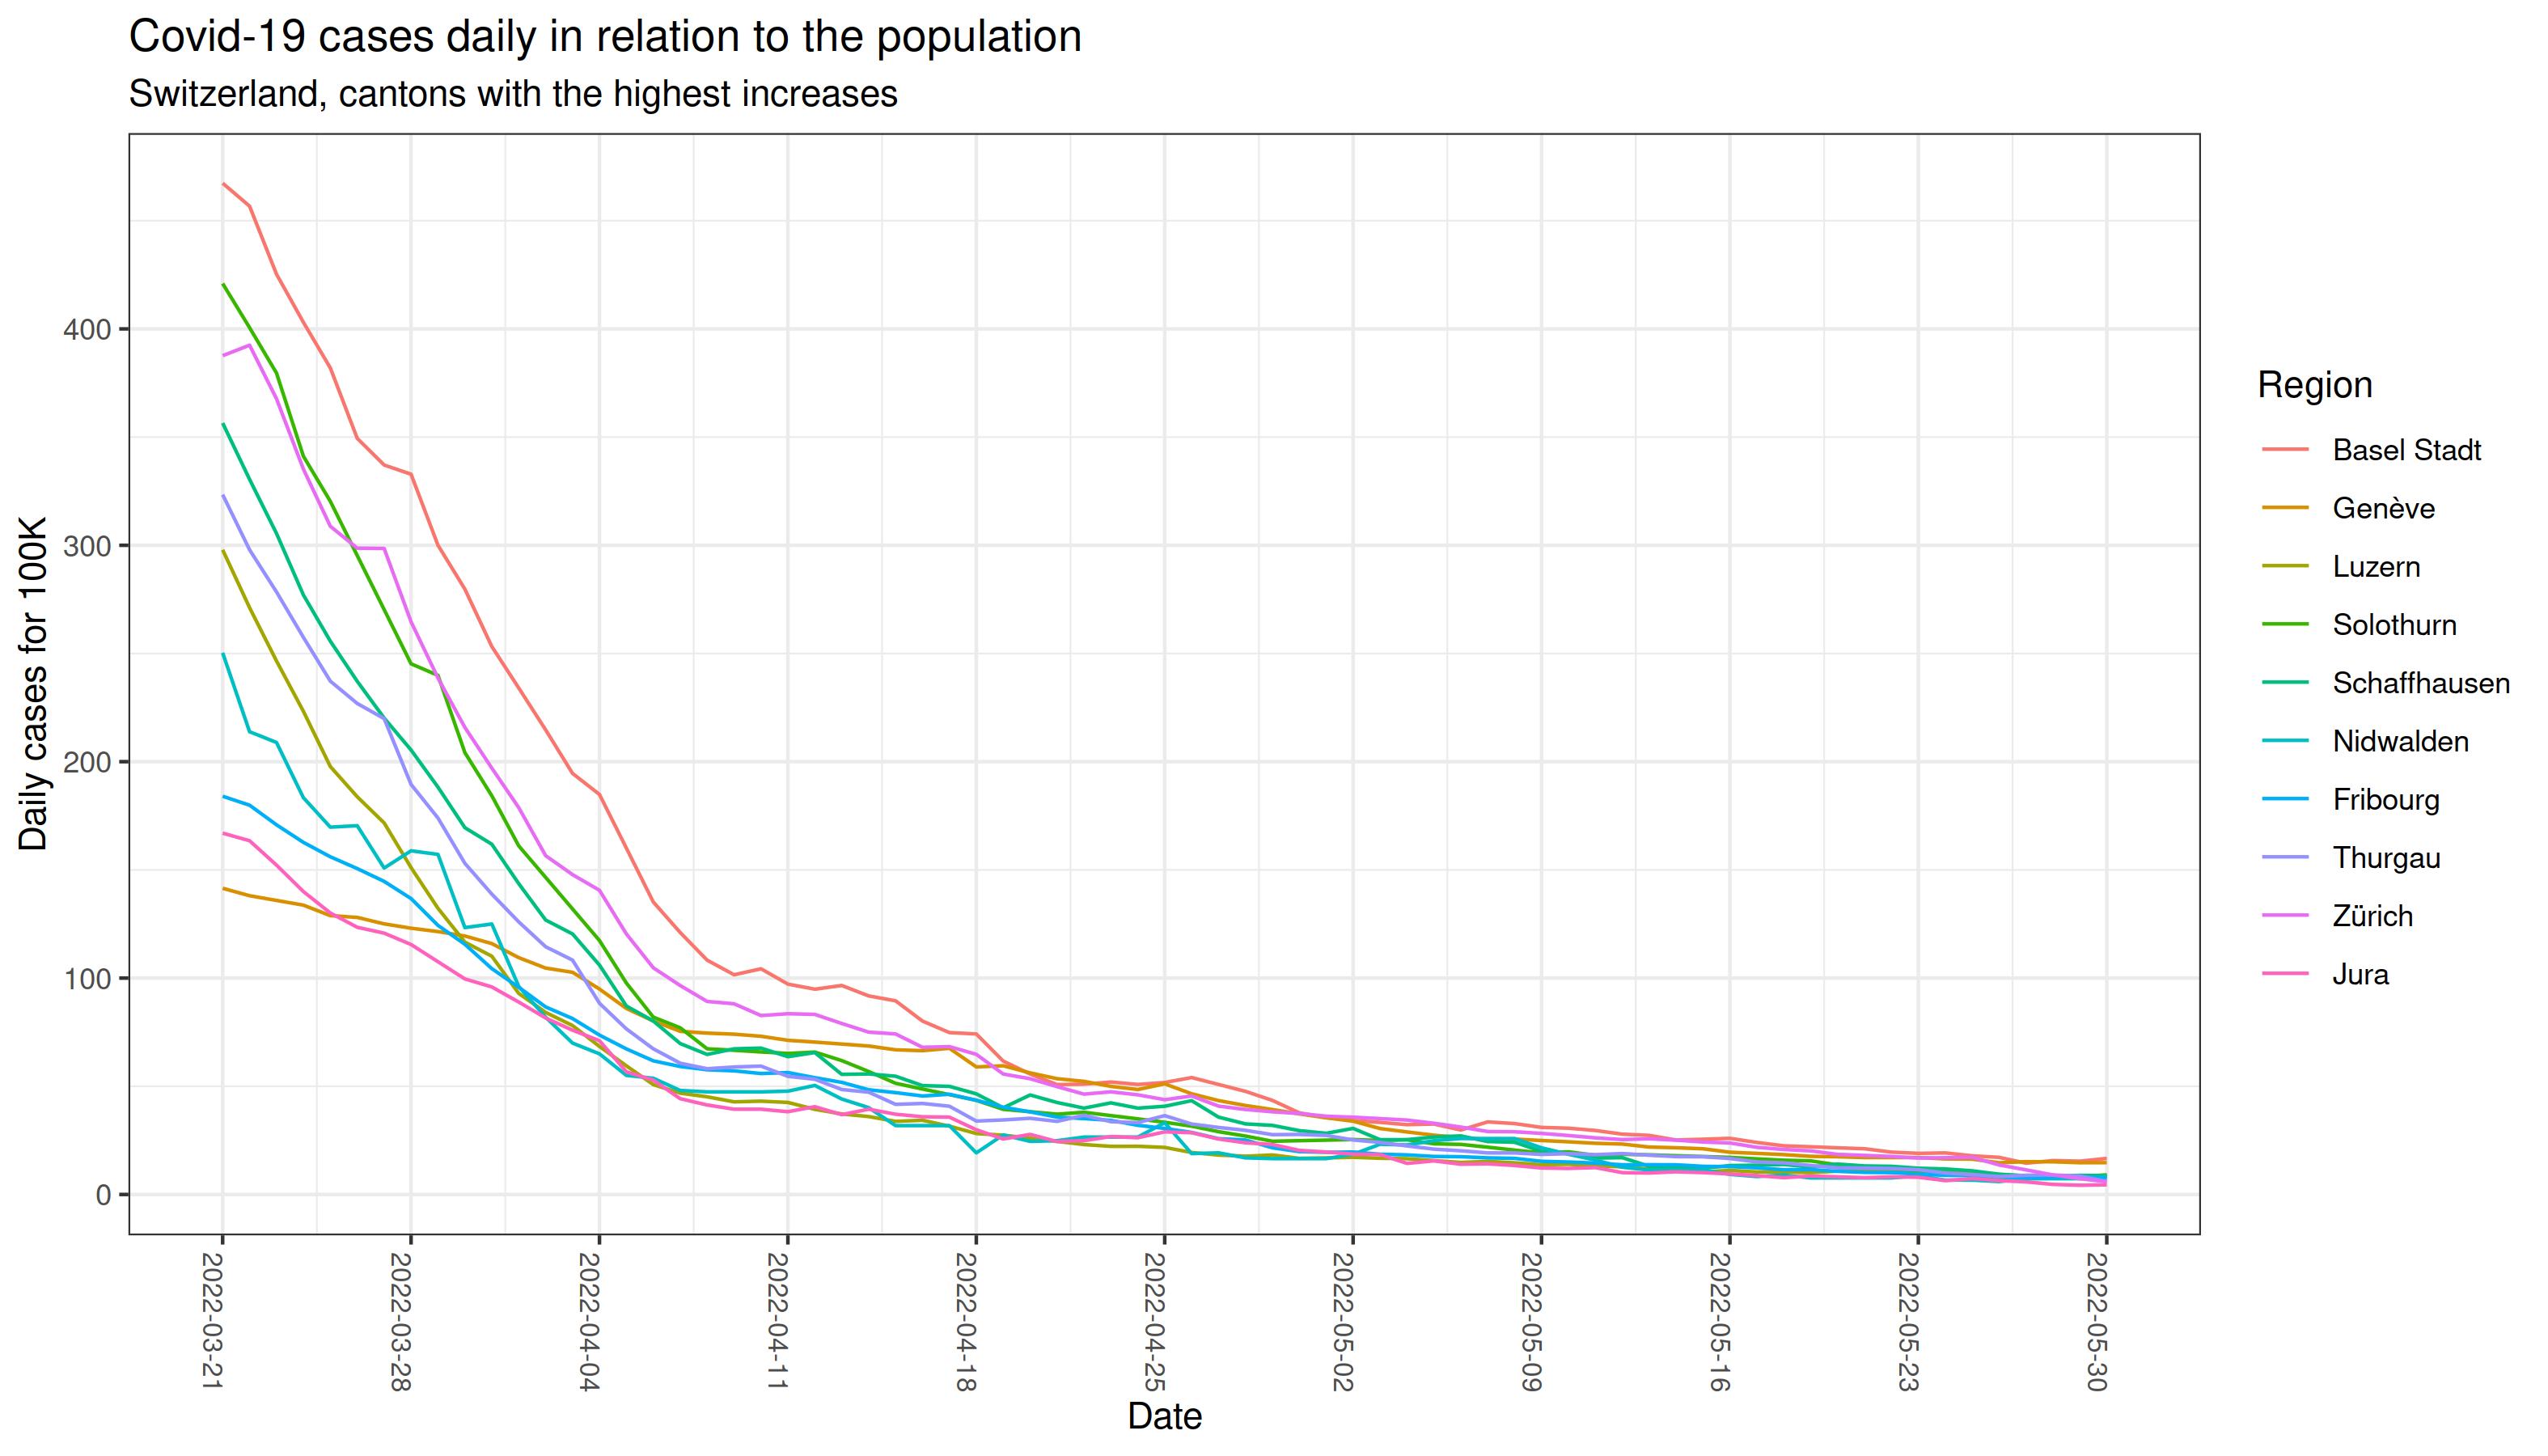 Covid-19 cases daily in relation to the population
Switzerland, cantons with the highest increases
Daily cases for 100K
400
300
200
100
0
2022-03-21
2022-03-28
2022-04-04
2022-04-11
2022-04-18
2022-04-25
2022-05-02
2022-05-09
2022-05-16
2022-05-23
2022-05-30
Date
Region
Basel Stadt
Genève
Luzern
Solothurn
Schaffhausen
Nidwalden
Fribourg
Thurgau
Zürich
Jura